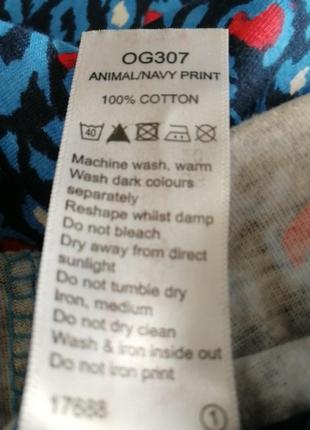 OG307
ANIMAL/NAVY PRINT
100% COTTON
40
Machine wash, warm
Wash dark colours
separately
Reshape whilst damp
Do not bleach
Dry away from direct
sunlight
Do not tumble dry
Iron, medium
Do not dry clean
Wash & Iron inside out
Do not iron print
17688
1